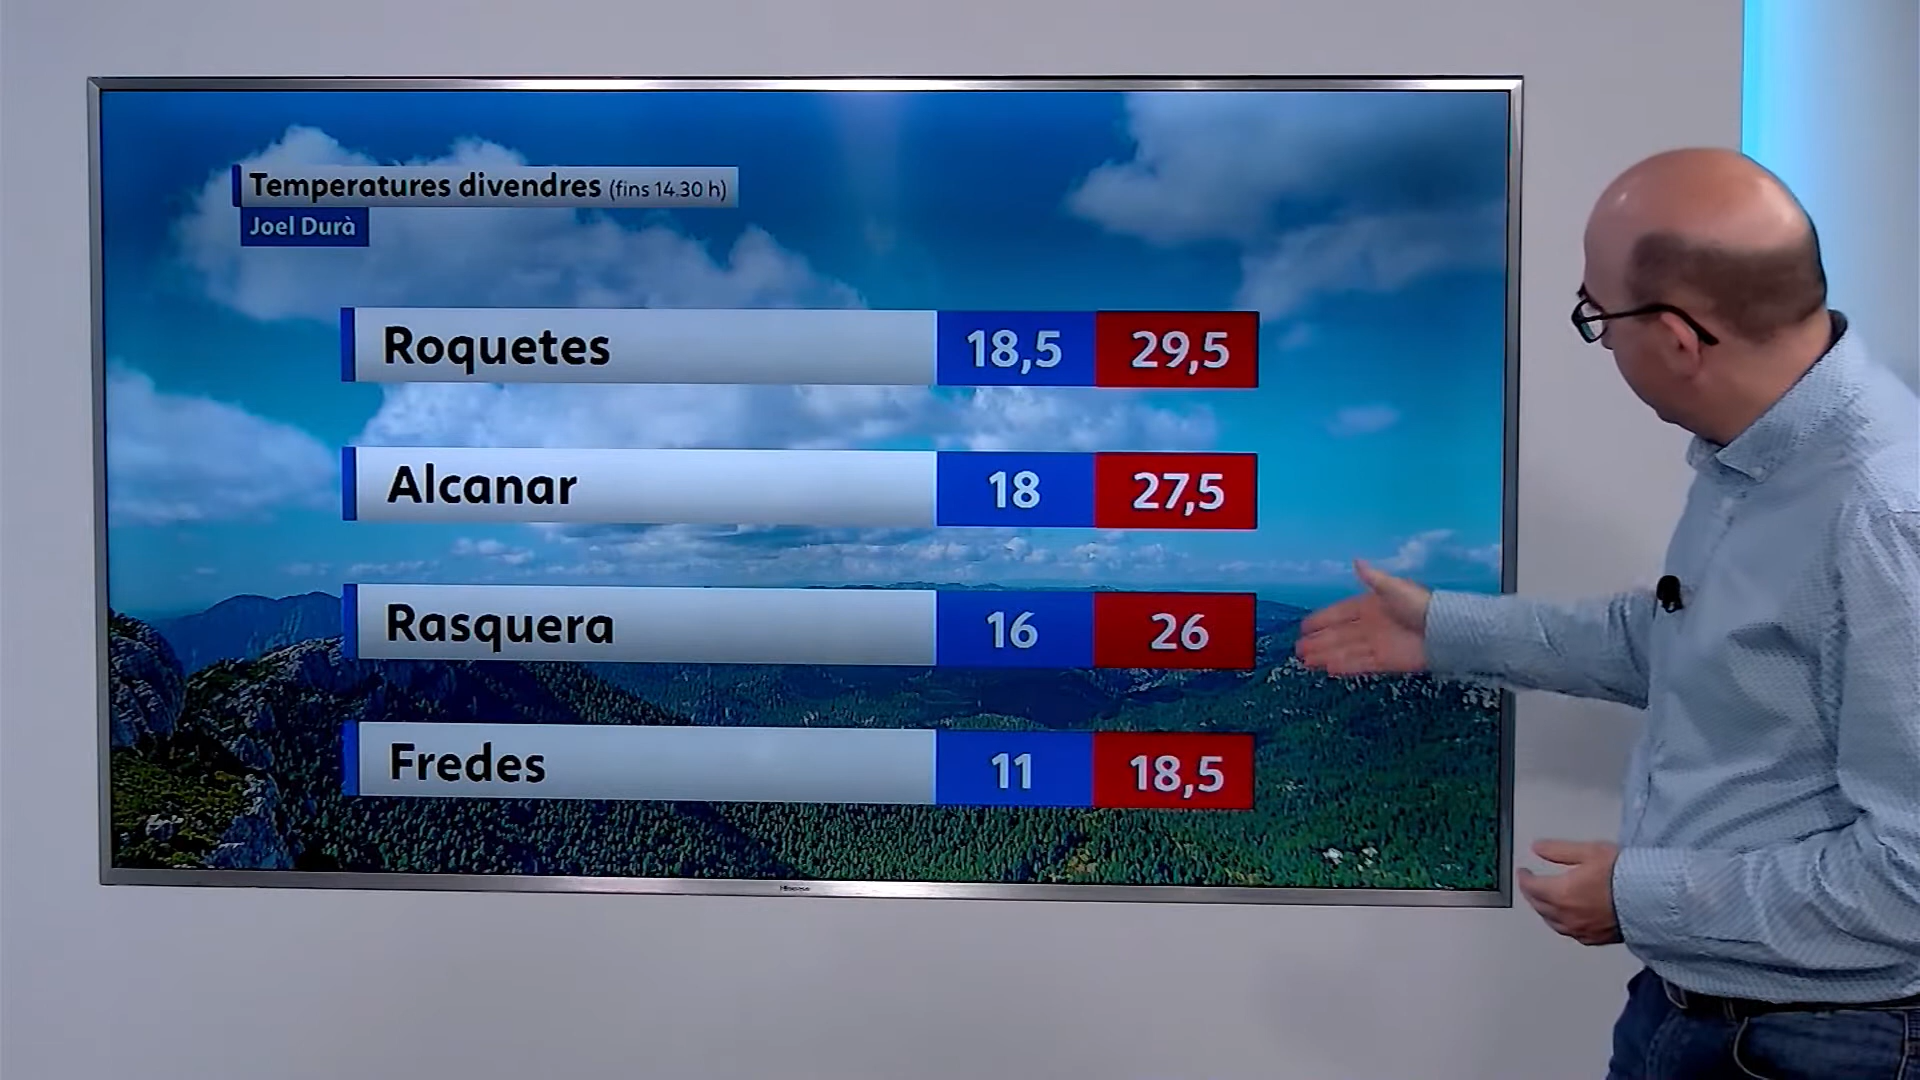 Temperatures divendres (fins 14.30 h)
Joel Durà
Roquetes 18,5 29,5
Alcanar 18 27,5
Rasquera 16 26
Fredes 11 18,5
Hisense